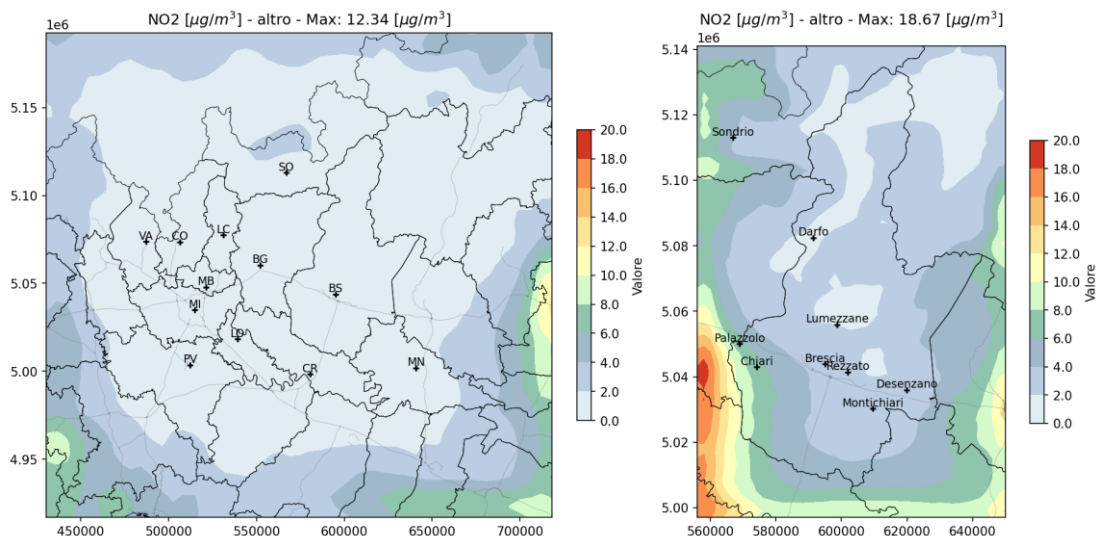 NO2 [μg/m³] - altro - Max: 12.34 [μg/m³]
1e6
5.15
5.10
5.05
5.00
4.95
450000 500000 550000 600000 650000 700000
SO
VA CO LC
BG
MB
BS
MI
LO
PV
CR
MN
20.0
18.0
16.0
14.0
12.0
10.0
8.0
6.0
4.0
2.0
0.0
Valore
NO2 [μg/m³] - altro - Max: 18.67 [μg/m³]
1e6
5.14
5.12
5.10
5.08
5.06
5.04
5.02
5.00
560000 580000 600000 620000 640000
Sondrio
Darfo
Lumezzane
Palazzolo
Chiari
Brescia
Rezzato
Desenzano
Montichiari
20.0
18.0
16.0
14.0
12.0
10.0
8.0
6.0
4.0
2.0
0.0
Valore